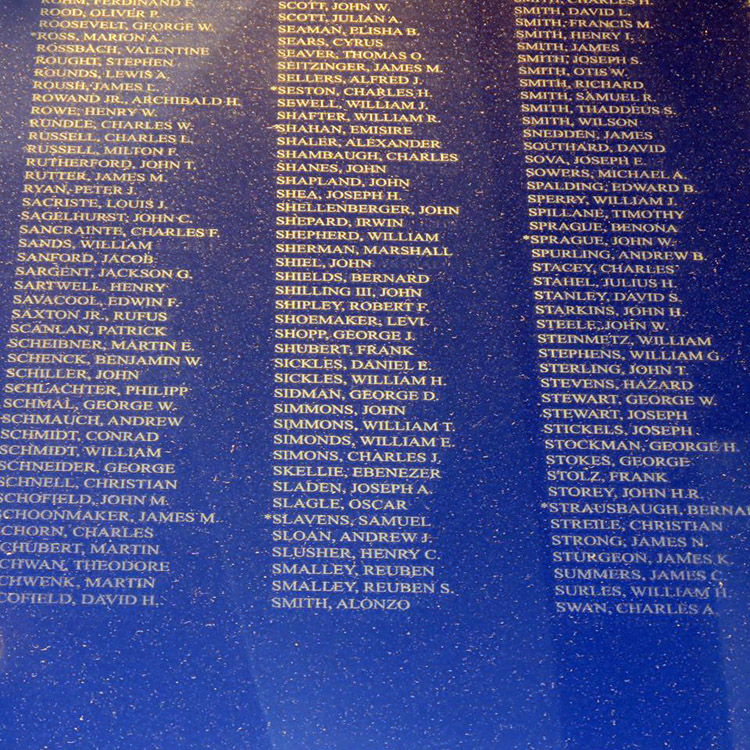 ROHM, FERDINAND F.
ROOD, OLIVER P.
ROOSEVELT, GEORGE W.
*ROSS, MARION A.
ROSSBACH, VALENTINE
ROUGHT, STEPHEN
ROUNDS, LEWIS A.
ROUSH, JAMES L.
ROWAND JR., ARCHIBALD H.
ROWE, HENRY W.
RUNDLE, CHARLES W.
RUSSELL, CHARLES L.
RUSSELL, MILTON F.
RUTHERFORD, JOHN T.
RUTTER, JAMES M.
RYAN, PETER J.
SACRISTE, LOUIS J.
SAGELHURST, JOHN C.
SANCRAINTE, CHARLES F.
SANDS, WILLIAM
SANFORD, JACOB
SARGENT, JACKSON G.
SARTWELL, HENRY
SAVACOOL, EDWIN F.
SAXTON JR., RUFUS
SCANLAN, PATRICK
SCHEIBNER, MARTIN E.
SCHENCK, BENJAMIN W.
SCHILLER, JOHN
SCHLACHTER, PHILIPP
SCHMAL, GEORGE W.
SCHMAUCH, ANDREW
SCHMIDT, CONRAD
SCHMIDT, WILLIAM
SCHNEIDER, GEORGE
SCHNELL, CHRISTIAN
SCHOFIELD, JOHN M.
SCHOONMAKER, JAMES M.
CHORN, CHARLES
CHUBERT, MARTIN
CHWAN, THEODORE
CHWENK, MARTIN
COFIELD, DAVID H.
SCOTT, JOHN W.
SCOTT, JULIAN A.
SEAMAN, ELISHA B.
SEARS, CYRUS
SEAVER, THOMAS O.
SEITZINGER, JAMES M.
SELLERS, ALFRED J.
*SESTON, CHARLES H.
SEWELL, WILLIAM J.
SHAFTER, WILLIAM R.
SHAHAN, EMISIRE
SHALER, ALEXANDER
SHAMBAUGH, CHARLES
SHANES, JOHN
SHAPLAND, JOHN
SHEA, JOSEPH H.
SHELLENBERGER, JOHN
SHEPARD, IRWIN
SHEPHERD, WILLIAM
SHERMAN, MARSHALL
SHIEL, JOHN
SHIELDS, BERNARD
SHILLING III, JOHN
SHIPLEY, ROBERT F.
SHOEMAKER, LEVI
SHOPP, GEORGE J.
SHUBERT, FRANK
SICKLES, DANIEL E.
SICKLES, WILLIAM H.
SIDMAN, GEORGE D.
SIMMONS, JOHN
SIMMONS, WILLIAM T.
SIMONDS, WILLIAM E.
SIMONS, CHARLES J.
SKELLIE, EBENEZER
SLADEN, JOSEPH A.
SLAGLE, OSCAR
*SLAVENS, SAMUEL
SLOAN, ANDREW J.
SLUSHER, HENRY C.
SMALLEY, REUBEN
SMALLEY, REUBEN S.
SMITH, ALONZO
SMITH, CHARLES H.
SMITH, DAVID L.
SMITH, FRANCIS M.
SMITH, HENRY I.
SMITH, JAMES
SMITH, JOSEPH S.
SMITH, OTIS W.
SMITH, RICHARD
SMITH, SAMUEL R.
SMITH, THADDEUS S.
SMITH, WILSON
SNEDDEN, JAMES
SOUTHARD, DAVID
SOVA, JOSEPH E.
SOWERS, MICHAEL A.
SPALDING, EDWARD B.
SPERRY, WILLIAM J.
SPILLANE, TIMOTHY
SPRAGUE, BENONA
*SPRAGUE, JOHN W.
SPURLING, ANDREW B.
STACEY, CHARLES
STAHEL, JULIUS H.
STANLEY, DAVID S.
STARKINS, JOHN H.
STEELE, JOHN W.
STEINMETZ, WILLIAM
STEPHENS, WILLIAM G.
STERLING, JOHN T.
STEVENS, HAZARD
STEWART, GEORGE W.
STEWART, JOSEPH
STICKELS, JOSEPH
STOCKMAN, GEORGE H.
STOKES, GEORGE
STOLZ, FRANK
STOREY, JOHN H.R.
*STRAUSBAUGH, BERNA
STREILE, CHRISTIAN
STRONG, JAMES N.
STURGEON, JAMES K.
SUMMERS, JAMES C.
SURLES, WILLIAM H.
SWAN, CHARLES A.